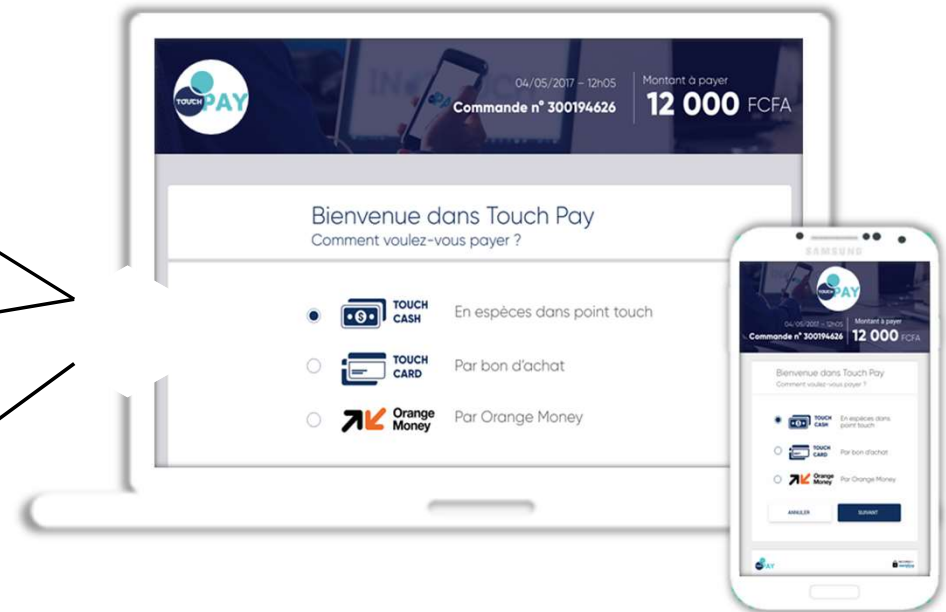 TOUCH PAY
04/05/2017 – 12h05
Commande n° 300194626
Montant à payer
12 000 FCFA
Bienvenue dans Touch Pay
Comment voulez-vous payer ?
TOUCH CASH
En espèces dans point touch
TOUCH CARD
Par bon d'achat
Orange Money
Par Orange Money
SAMSUNG
TOUCH PAY
04/05/2017 – 12h05
Commande n° 300194626
Montant à payer
12 000 FCFA
Bienvenue dans Touch Pay
Comment voulez-vous payer ?
TOUCH CASH
En espèces dans
point touch
TOUCH CARD
Par bon d'achat
Orange Money
Par Orange Money
ANNULER
SUIVANT
PAY